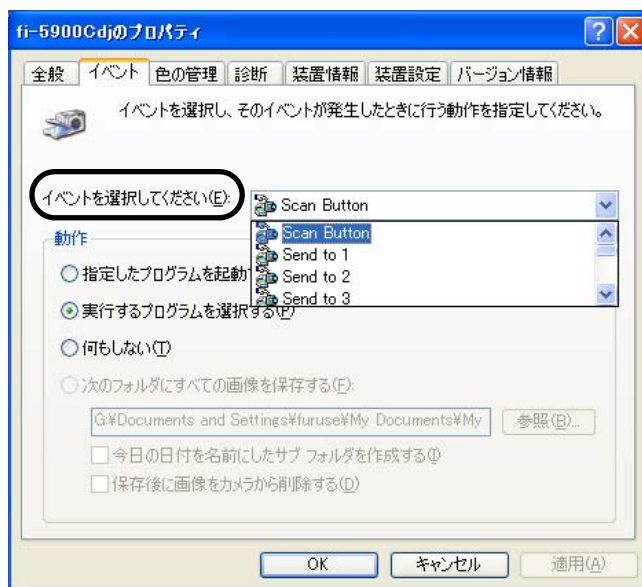 fi-5900Cdjのプロパティ
全般 イベント 色の管理 診断 装置情報 装置設定 バージョン情報
イベントを選択し、そのイベントが発生したときに行う動作を指定してください。
イベントを選択してください(E): Scan Button
Scan Button
Send to 1
Send to 2
Send to 3
動作
指定したプログラムを起動
実行するプログラムを選択する(P)
何もしない(T)
次のフォルダにすべての画像を保存する(F):
G:¥Documents and Settings¥furuse¥My Documents¥My 参照(B)...
今日の日付を名前にしたサブ フォルダを作成する(I)
保存後に画像をカメラから削除する(D)
OK キャンセル 適用(A)